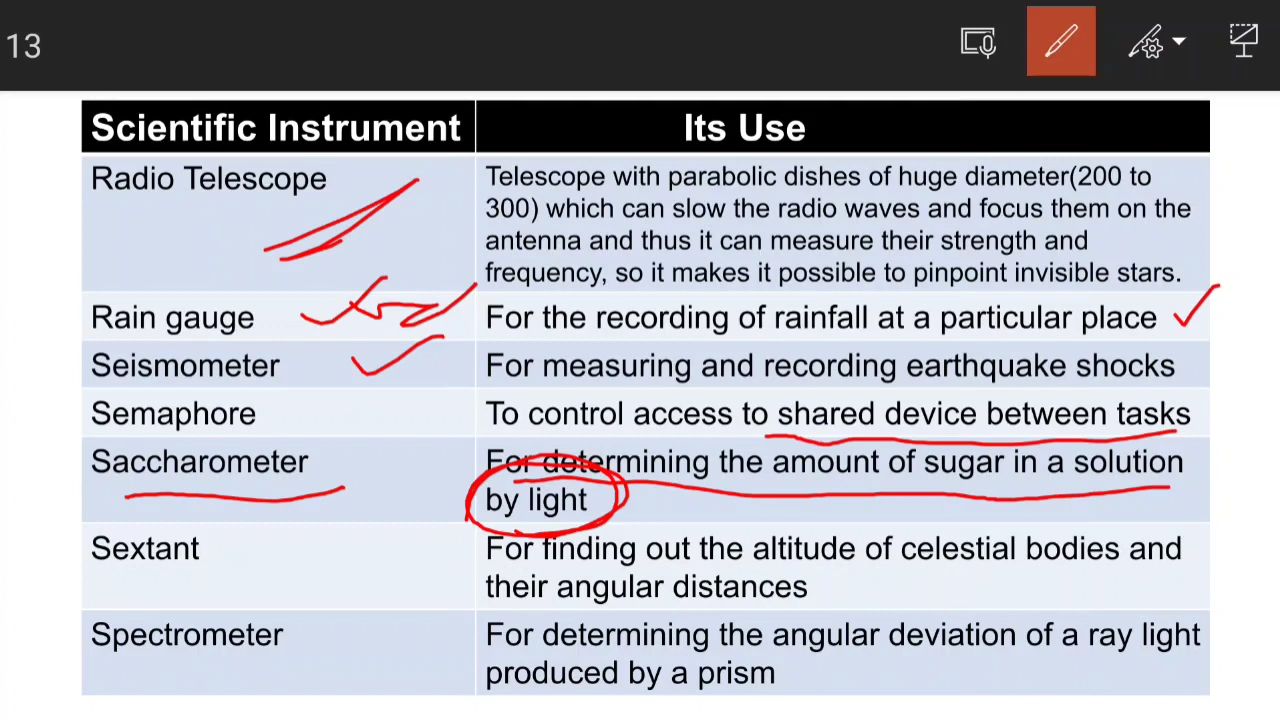 13
Scientific Instrument Its Use
Radio Telescope Telescope with parabolic dishes of huge diameter(200 to
300) which can slow the radio waves and focus them on the
antenna and thus it can measure their strength and
frequency, so it makes it possible to pinpoint invisible stars.
Rain gauge For the recording of rainfall at a particular place
Seismometer For measuring and recording earthquake shocks
Semaphore To control access to shared device between tasks
Saccharometer For determining the amount of sugar in a solution
by light
Sextant For finding out the altitude of celestial bodies and
their angular distances
Spectrometer For determining the angular deviation of a ray light
produced by a prism